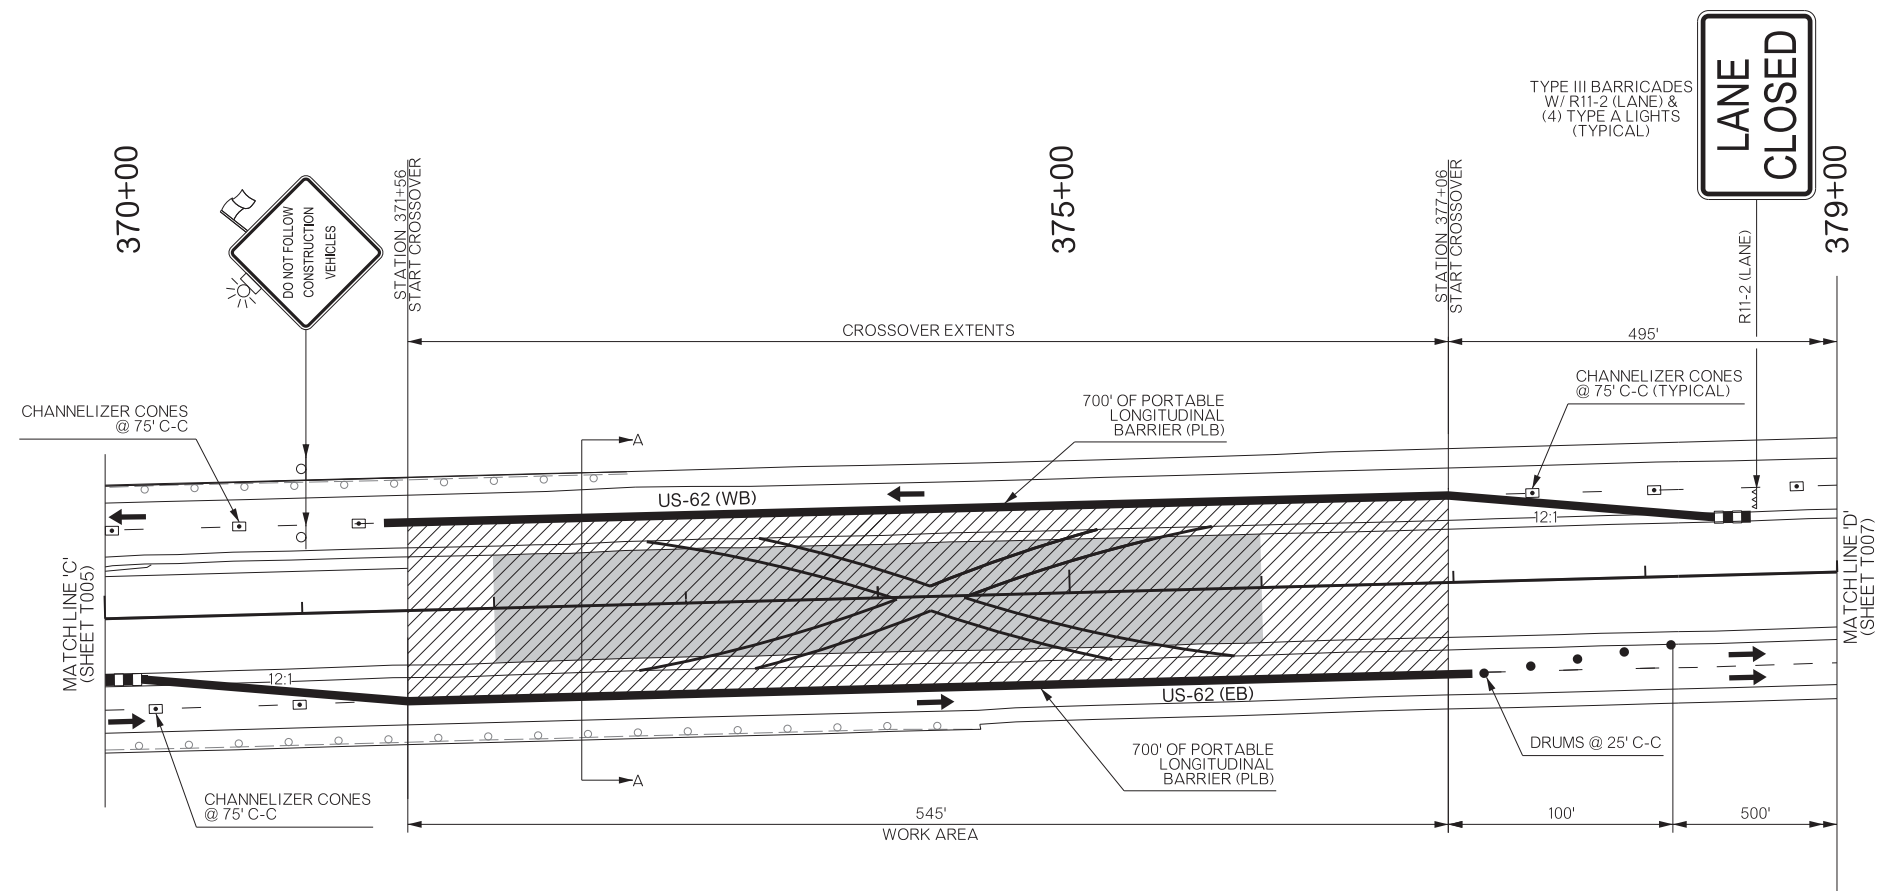 LANE
CLOSED
TYPE III BARRICADES
W/ R11-2 (LANE) &
(4) TYPE A LIGHTS
(TYPICAL)
370+00
DO NOT FOLLOW
CONSTRUCTION
VEHICLES
STATION 371+56
START CROSSOVER
375+00
STATION 377+06
START CROSSOVER
R11-2 (LANE)
379+00
CROSSOVER EXTENTS
495'
CHANNELIZER CONES
@ 75' C-C (TYPICAL)
700' OF PORTABLE
LONGITUDINAL
BARRIER (PLB)
CHANNELIZER CONES
@ 75' C-C
A
US-62 (WB)
12:1
MATCH LINE 'C'
(SHEET T005)
MATCH LINE 'D'
(SHEET T007)
12:1
US-62 (EB)
DRUMS @ 25' C-C
700' OF PORTABLE
LONGITUDINAL
BARRIER (PLB)
A
CHANNELIZER CONES
@ 75' C-C
545'
WORK AREA
100'
500'